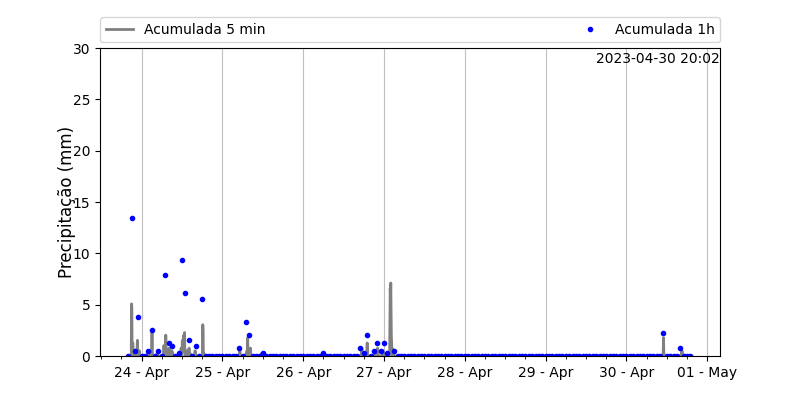 Acumulada 5 min
Acumulada 1h
2023-04-30 20:02
Precipitação (mm)
30
25
20
15
10
5
0
24 - Apr
25 - Apr
26 - Apr
27 - Apr
28 - Apr
29 - Apr
30 - Apr
01 - May